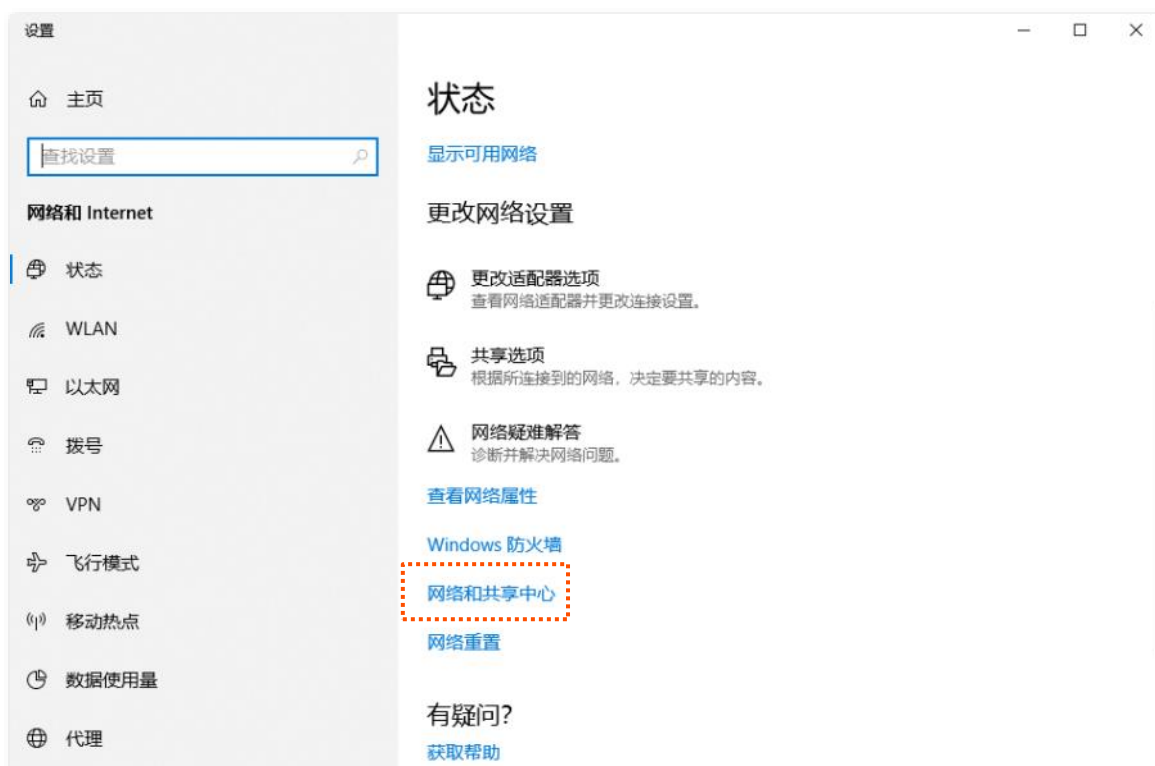 设置
主页
查找设置
网络和 Internet
状态
WLAN
以太网
拨号
VPN
飞行模式
移动热点
数据使用量
代理
状态
显示可用网络
更改网络设置
更改适配器选项
查看网络适配器并更改连接设置。
共享选项
根据所连接到的网络，决定要共享的内容。
网络疑难解答
诊断并解决网络问题。
查看网络属性
Windows 防火墙
网络和共享中心
网络重置
有疑问?
获取帮助